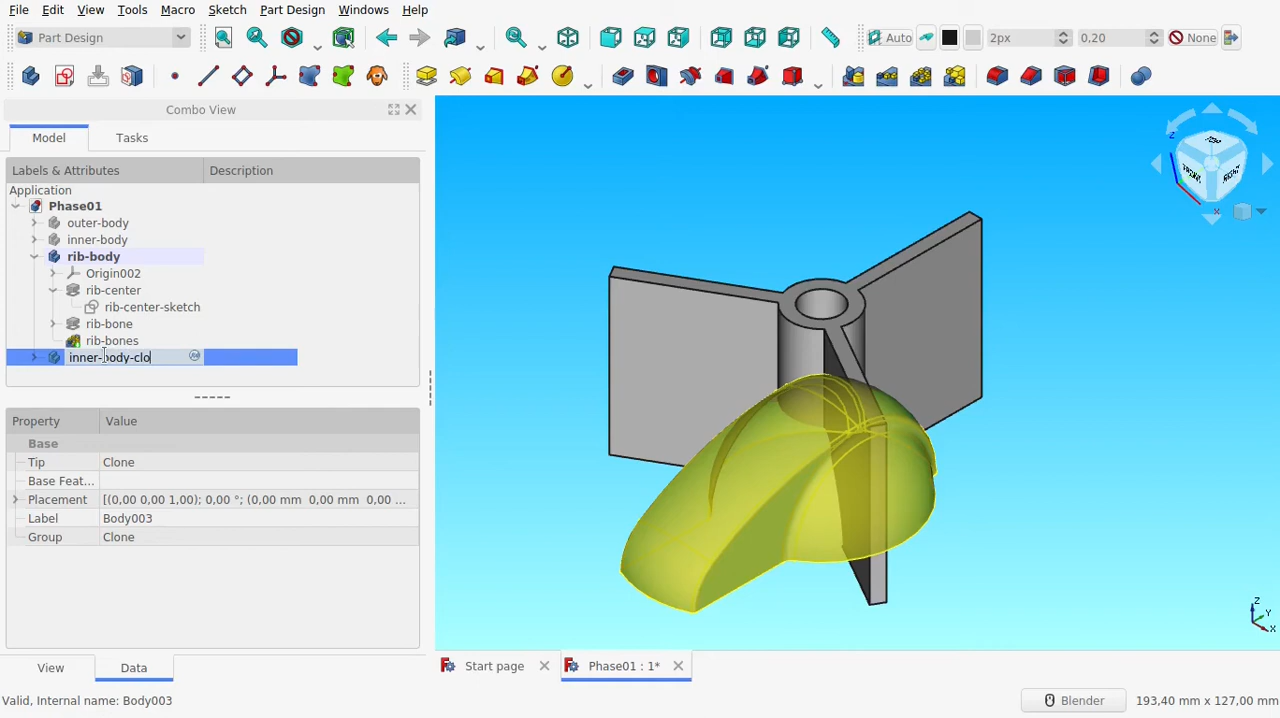 File Edit View Tools Macro Sketch Part Design Windows Help
Part Design Auto 2px 0,20 None
Combo View
Model Tasks
Labels & Attributes Description
Application
Phase01
outer-body
inner-body
rib-body
Origin002
rib-center
rib-center-sketch
rib-bone
rib-bones
inner-body-clo
Property Value
Base
Tip Clone
Base Feat...
Placement [(0,00 0,00 1,00); 0,00 °; (0,00 mm 0,00 mm 0,00 ...
Label Body003
Group Clone
TOP
FRONT RIGHT
Z
X
Z
Y
X
View Data
Start page Phase01 : 1*
Valid, Internal name: Body003 Blender 193,40 mm x 127,00 mm